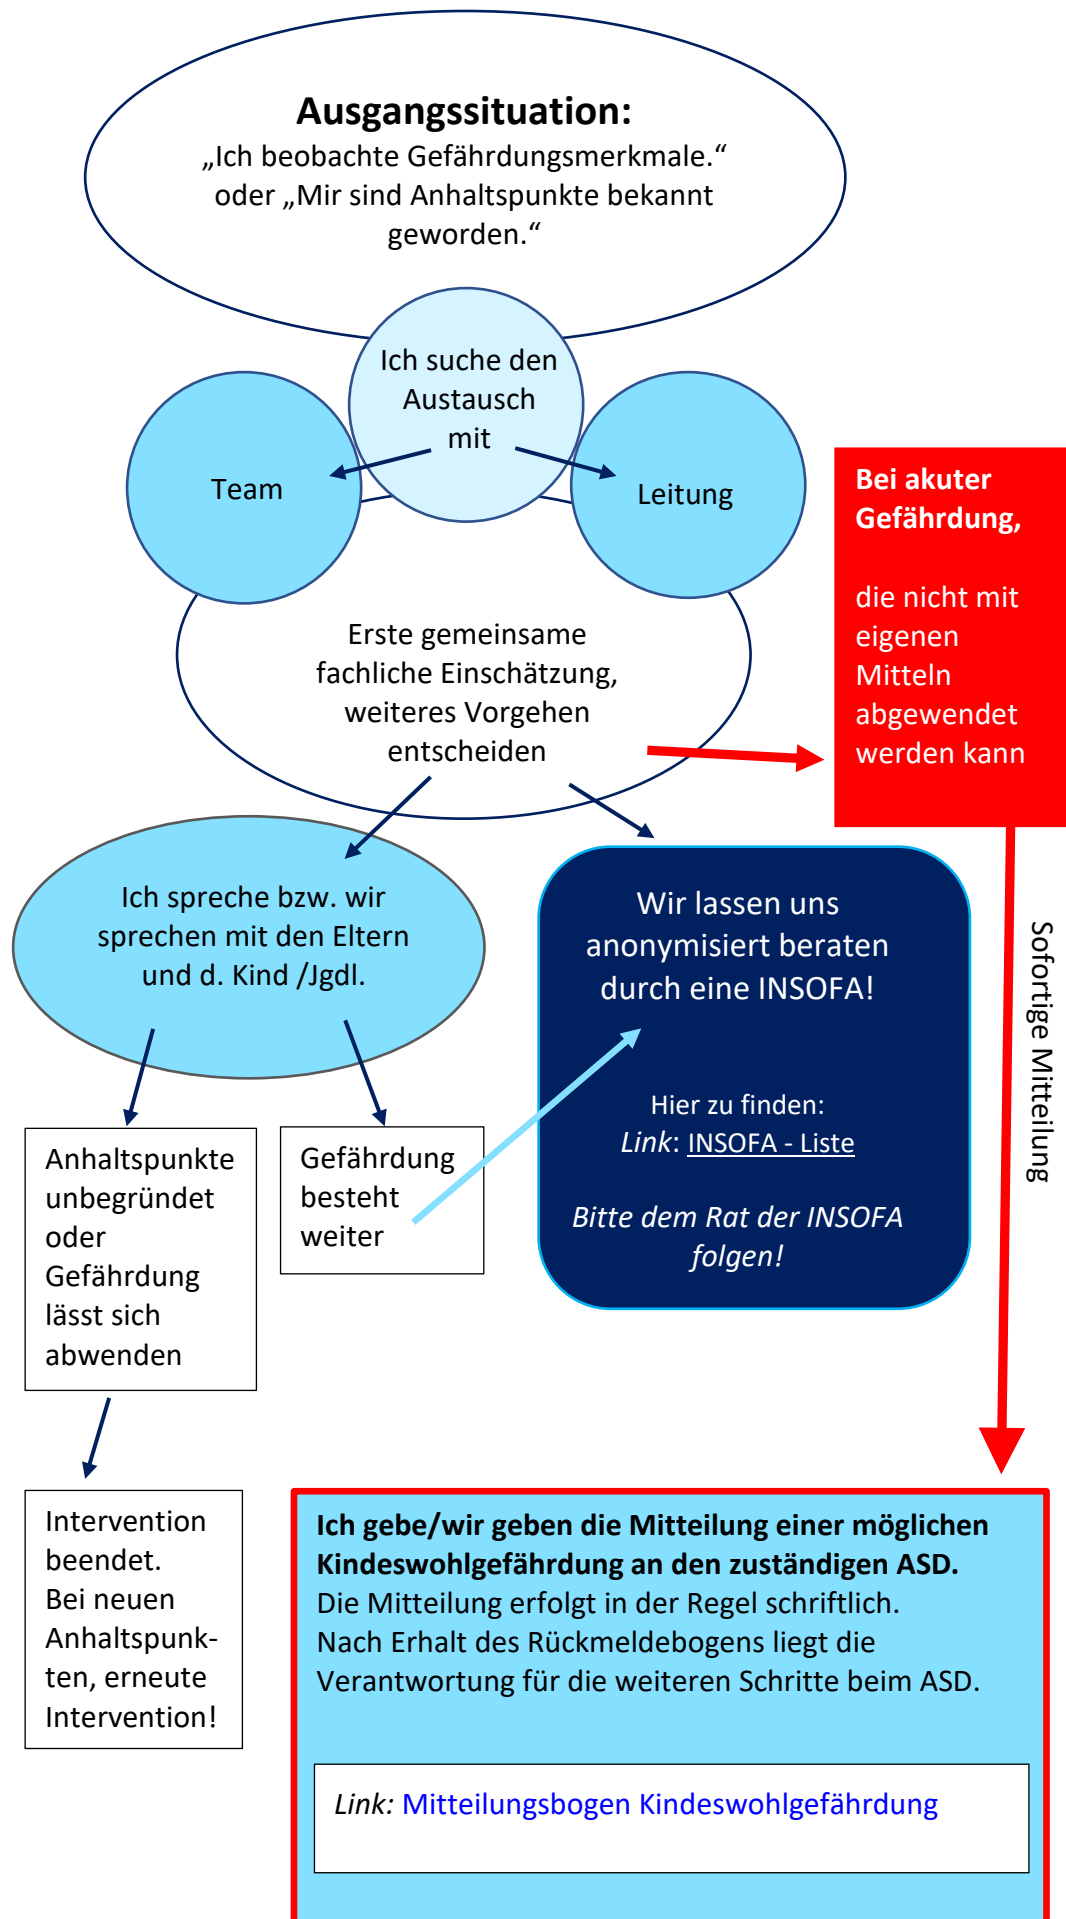 Ausgangssituation:
„Ich beobachte Gefährdungsmerkmale.“
oder „Mir sind Anhaltspunkte bekannt
geworden.“
Ich suche den
Austausch
mit
Team
Leitung
Bei akuter
Gefährdung,
die nicht mit
eigenen
Mitteln
abgewendet
werden kann
Erste gemeinsame
fachliche Einschätzung,
weiteres Vorgehen
entscheiden
Ich spreche bzw. wir
sprechen mit den Eltern
und d. Kind /Jgdl.
Wir lassen uns
anonymisiert beraten
durch eine INSOFA!
Hier zu finden:
Link: INSOFA - Liste
Bitte dem Rat der INSOFA
folgen!
Sofortige Mitteilung
Anhaltspunkte
unbegründet
oder
Gefährdung
lässt sich
abwenden
Gefährdung
besteht
weiter
Intervention
beendet.
Bei neuen
Anhaltspunk-
ten, erneute
Intervention!
Ich gebe/wir geben die Mitteilung einer möglichen
Kindeswohlgefährdung an den zuständigen ASD.
Die Mitteilung erfolgt in der Regel schriftlich.
Nach Erhalt des Rückmeldebogens liegt die
Verantwortung für die weiteren Schritte beim ASD.
Link: Mitteilungsbogen Kindeswohlgefährdung